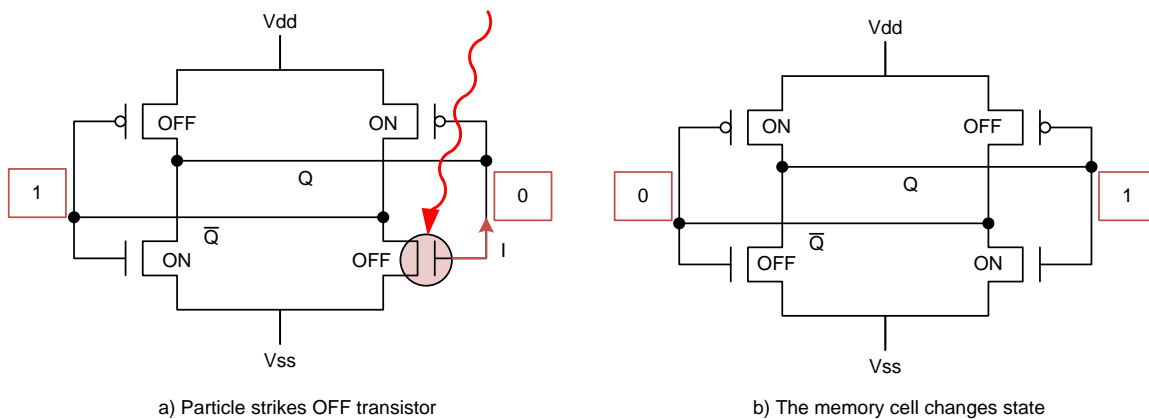 Vdd
OFF
ON
1
Q
0
Q̅
I
ON
OFF
Vss
a) Particle strikes OFF transistor
Vdd
ON
OFF
0
Q
1
Q̅
OFF
ON
Vss
b) The memory cell changes state